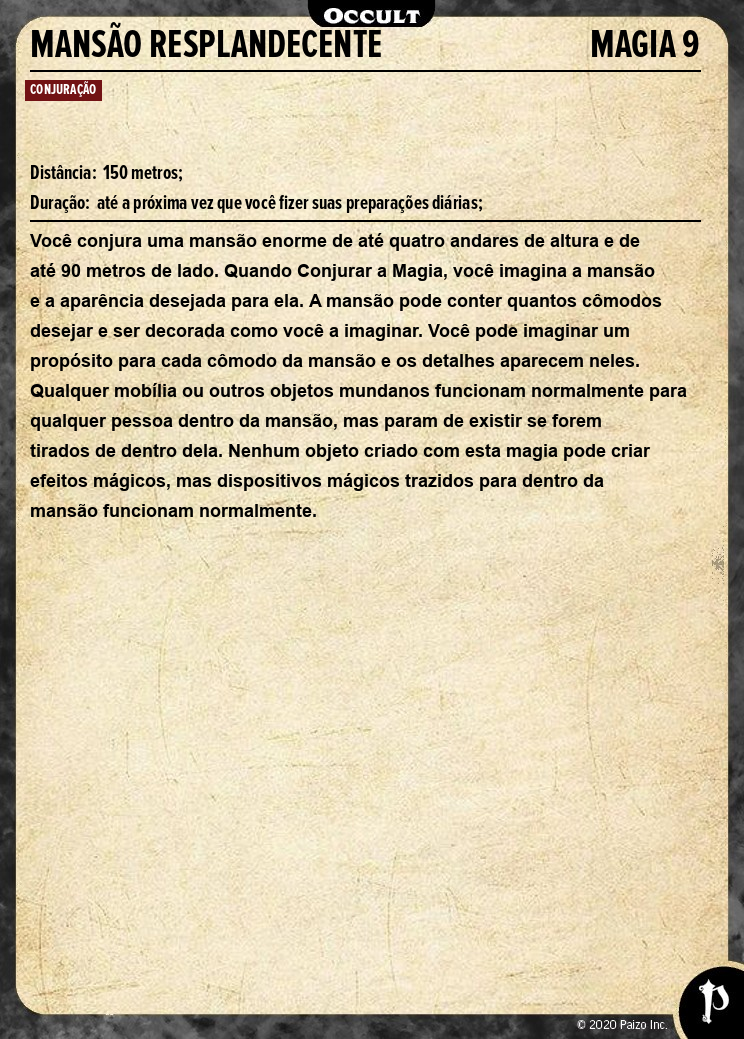 OCCULT
MANSÃO RESPLANDECENTE MAGIA 9
CONJURAÇÃO
Distância: 150 metros;
Duração: até a próxima vez que você fizer suas preparações diárias;
Você conjura uma mansão enorme de até quatro andares de altura e de
até 90 metros de lado. Quando Conjurar a Magia, você imagina a mansão
e a aparência desejada para ela. A mansão pode conter quantos cômodos
desejar e ser decorada como você a imaginar. Você pode imaginar um
propósito para cada cômodo da mansão e os detalhes aparecem neles.
Qualquer mobília ou outros objetos mundanos funcionam normalmente para
qualquer pessoa dentro da mansão, mas param de existir se forem
tirados de dentro dela. Nenhum objeto criado com esta magia pode criar
efeitos mágicos, mas dispositivos mágicos trazidos para dentro da
mansão funcionam normalmente.
© 2020 Paizo Inc.
P